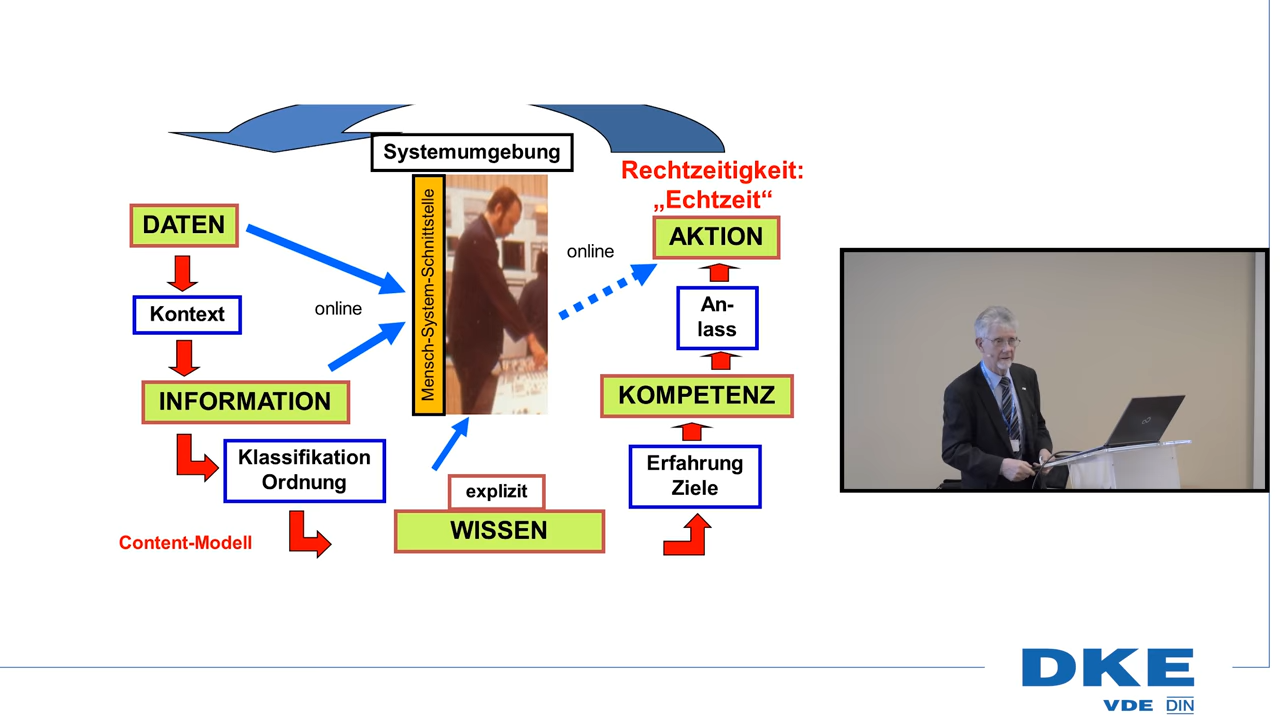 Systemumgebung
Rechtzeitigkeit:
„Echtzeit“
DATEN
Mensch-System-Schnittstelle
AKTION
online
online
Kontext
An-
lass
INFORMATION
KOMPETENZ
Klassifikation
Ordnung
Erfahrung
Ziele
explizit
WISSEN
Content-Modell
DKE
VDE DIN